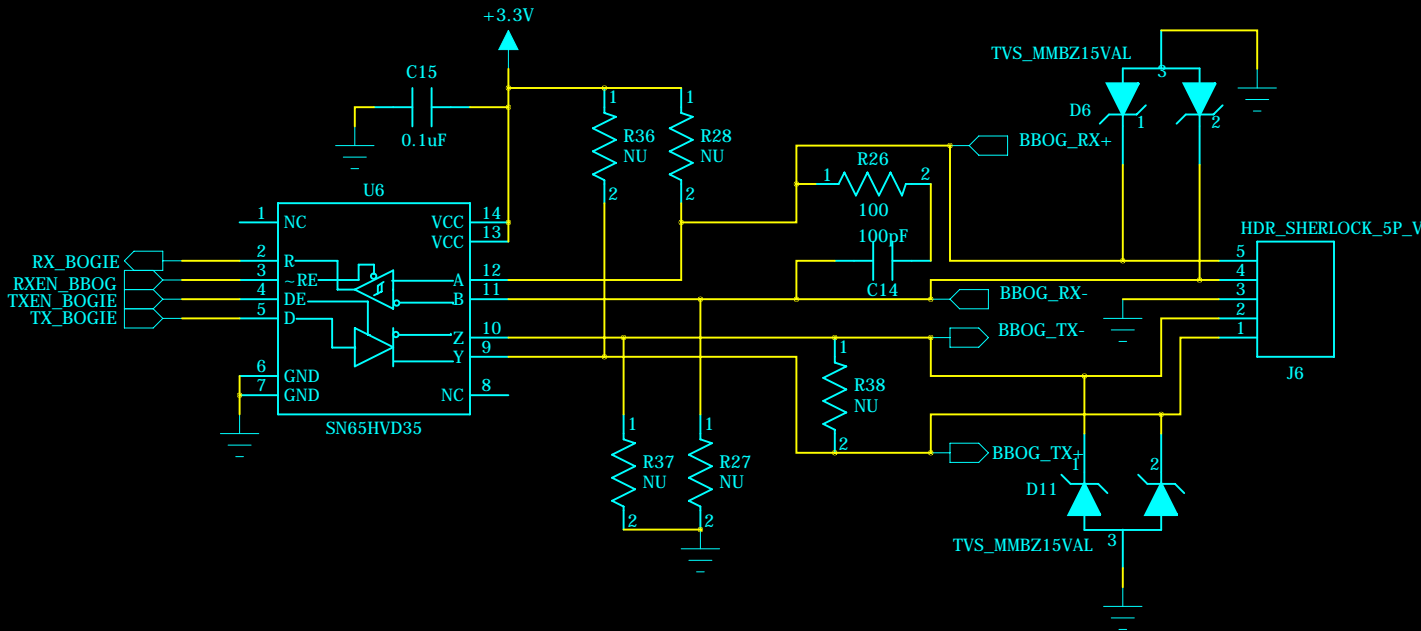 +3.3V
TVS_MMBZ15VAL
3
C15
D6
1
2
0.1uF
1
R36
NU
2
1
R28
NU
2
BBOG_RX+
R26
1
2
100
100pF
C14
U6
1
NC
VCC
14
VCC
13
HDR_SHERLOCK_5P_V
RX_BOGIE
2
R
RXEN_BBOG
3
~RE
A
12
TXEN_BOGIE
4
DE
B
11
TX_BOGIE
5
D
Z
10
Y
9
6
GND
7
GND
NC
8
SN65HVD35
BBOG_RX-
BBOG_TX-
5
4
3
2
1
J6
1
R38
NU
2
BBOG_TX+
1
R37
NU
2
1
R27
NU
2
1
2
D11
TVS_MMBZ15VAL
3